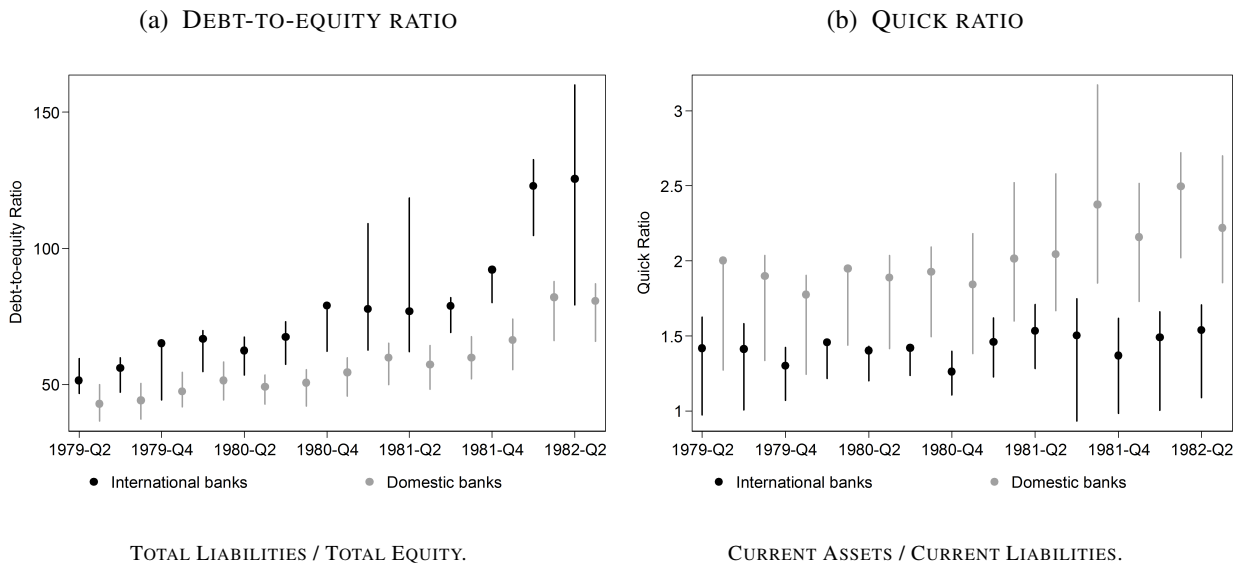 (a) DEBT-TO-EQUITY RATIO
Debt-to-equity Ratio
150
100
50
1979-Q2 1979-Q4 1980-Q2 1980-Q4 1981-Q2 1981-Q4 1982-Q2
International banks Domestic banks
TOTAL LIABILITIES / TOTAL EQUITY.
(b) QUICK RATIO
Quick Ratio
3
2.5
2
1.5
1
1979-Q2 1979-Q4 1980-Q2 1980-Q4 1981-Q2 1981-Q4 1982-Q2
International banks Domestic banks
CURRENT ASSETS / CURRENT LIABILITIES.